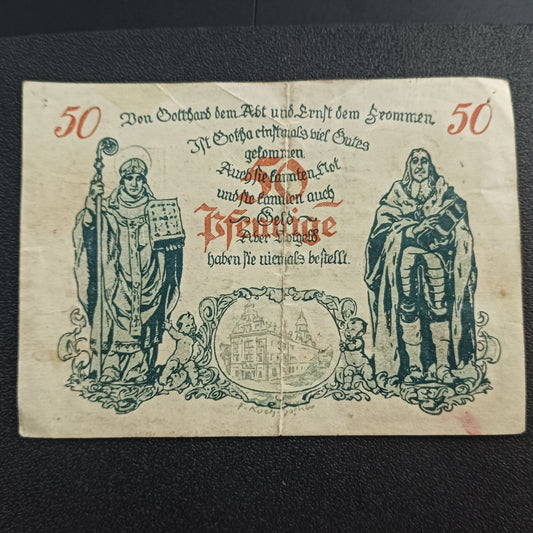 50 Von Gotthard dem Abt und Ernst dem Frommen, 50
Ist Gotha einstmals viel Gutes
gekommen.
Auch sie kannten Not
50
und sie kannten auch
Geld
Pfennige
Aber Notgeld
haben sie niemals bestellt.